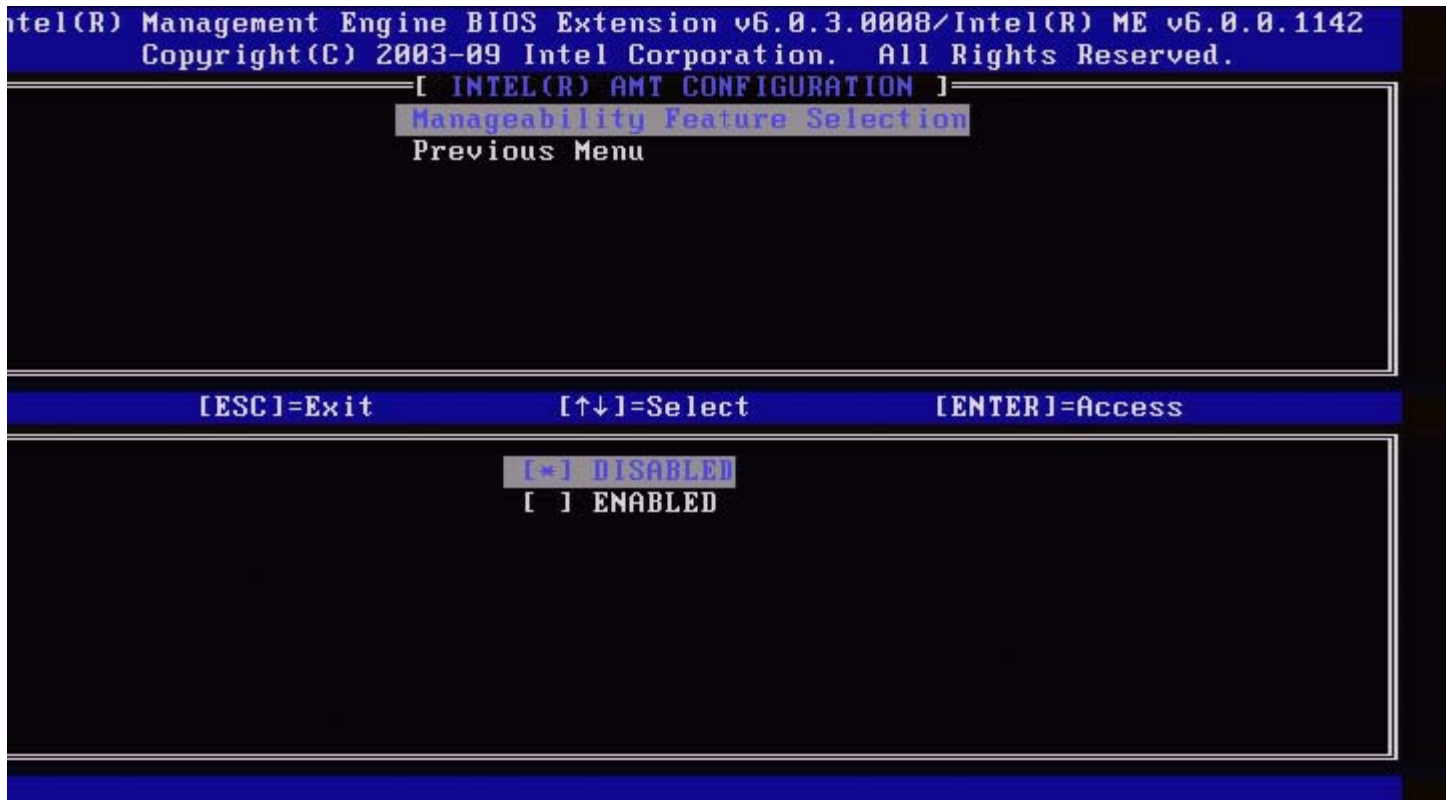 ntel(R) Management Engine BIOS Extension v6.0.3.0008/Intel(R) ME v6.0.0.1142
Copyright(C) 2003-09 Intel Corporation. All Rights Reserved.
[ INTEL(R) AMT CONFIGURATION ]
Manageability Feature Selection
Previous Menu
[ESC]=Exit [↑↓]=Select [ENTER]=Access
[*] DISABLED
[ ] ENABLED